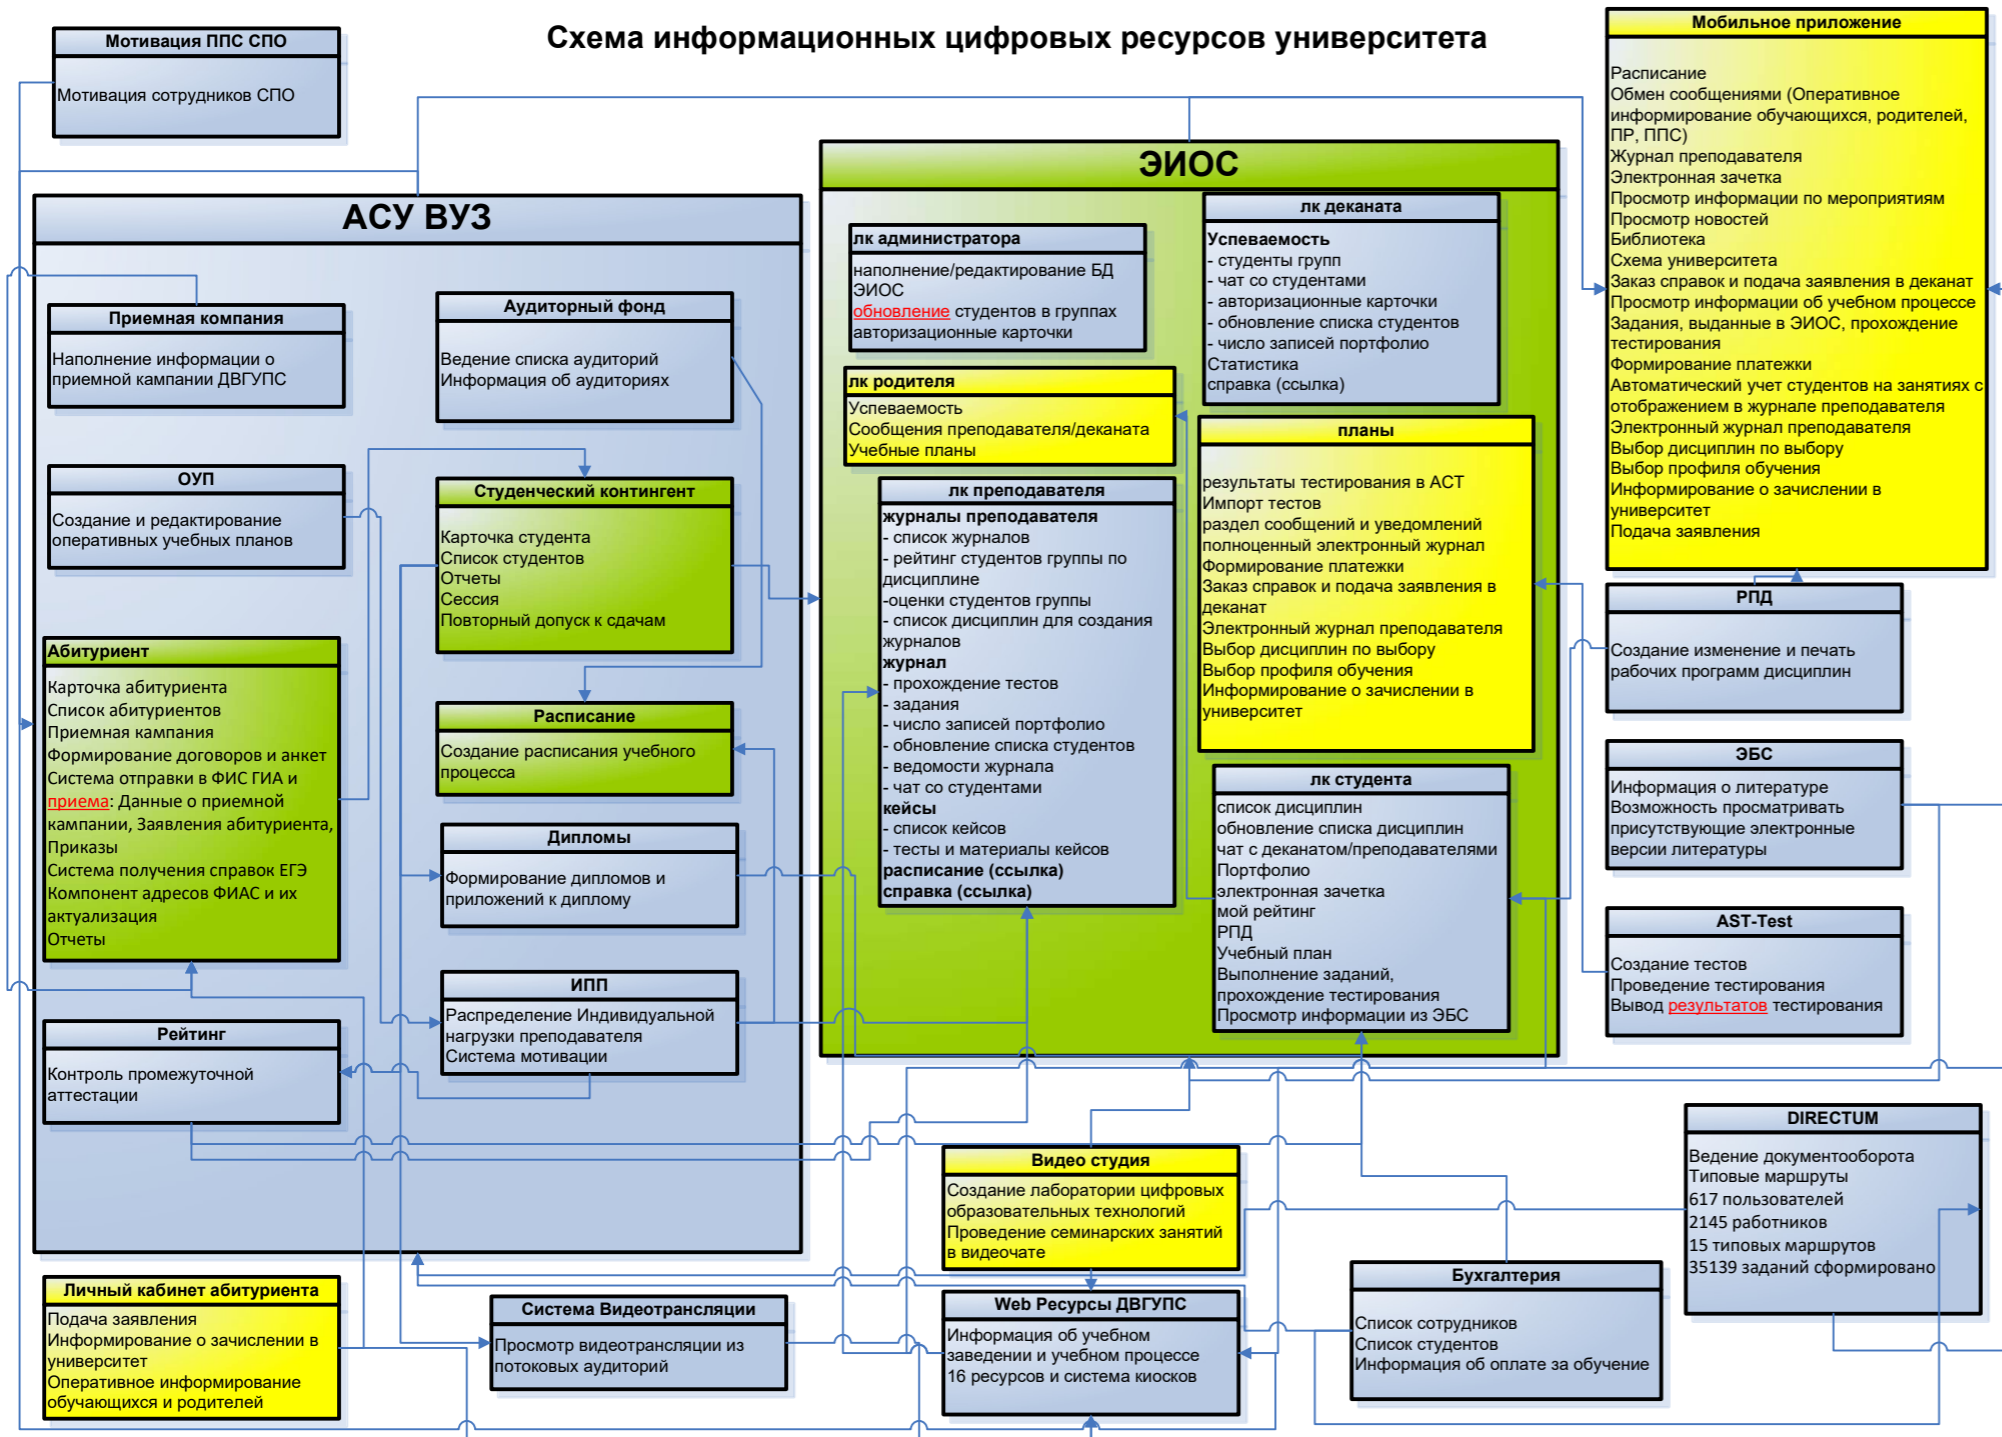 Схема информационных цифровых ресурсов университета
Мотивация ППС СПО
Мотивация сотрудников СПО
АСУ ВУЗ
Приемная компания
Наполнение информации о
приемной кампании ДВГУПС
ОУП
Создание и редактирование
оперативных учебных планов
Абитуриент
Карточка абитуриента
Список абитуриентов
Приемная кампания
Формирование договоров и анкет
Система отправки в ФИС ГИА и
приема: Данные о приемной
кампании, Заявления абитуриента,
Приказы
Система получения справок ЕГЭ
Компонент адресов ФИАС и их
актуализация
Отчеты
Рейтинг
Контроль промежуточной
аттестации
Аудиторный фонд
Ведение списка аудиторий
Информация об аудиториях
Студенческий контингент
Карточка студента
Список студентов
Отчеты
Сессия
Повторный допуск к сдачам
Расписание
Создание расписания учебного
процесса
Дипломы
Формирование дипломов и
приложений к диплому
ИПП
Распределение Индивидуальной
нагрузки преподавателя
Система мотивации
ЭИОС
лк администратора
наполнение/редактирование БД
ЭИОС
обновление студентов в группах
авторизационные карточки
лк родителя
Успеваемость
Сообщения преподавателя/деканата
Учебные планы
лк преподавателя
журналы преподавателя
- список журналов
- рейтинг студентов группы по
дисциплине
-оценки студентов группы
- список дисциплин для создания
журналов
журнал
- прохождение тестов
- задания
- число записей портфолио
- обновление списка студентов
- ведомости журнала
- чат со студентами
кейсы
- список кейсов
- тесты и материалы кейсов
расписание (ссылка)
справка (ссылка)
лк деканата
Успеваемость
- студенты групп
- чат со студентами
- авторизационные карточки
- обновление списка студентов
- число записей портфолио
Статистика
справка (ссылка)
планы
результаты тестирования в АСТ
Импорт тестов
раздел сообщений и уведомлений
полноценный электронный журнал
Формирование платежки
Заказ справок и подача заявления в
деканат
Электронный журнал преподавателя
Выбор дисциплин по выбору
Выбор профиля обучения
Информирование о зачислении в
университет
лк студента
список дисциплин
обновление списка дисциплин
чат с деканатом/преподавателями
Портфолио
электронная зачетка
мой рейтинг
РПД
Учебный план
Выполнение заданий,
прохождение тестирования
Просмотр информации из ЭБС
Мобильное приложение
Расписание
Обмен сообщениями (Оперативное
информирование обучающихся, родителей,
ПР, ППС)
Журнал преподавателя
Электронная зачетка
Просмотр информации по мероприятиям
Просмотр новостей
Библиотека
Схема университета
Заказ справок и подача заявления в деканат
Просмотр информации об учебном процессе
Задания, выданные в ЭИОС, прохождение
тестирования
Формирование платежки
Автоматический учет студентов на занятиях с
отображением в журнале преподавателя
Электронный журнал преподавателя
Выбор дисциплин по выбору
Выбор профиля обучения
Информирование о зачислении в
университет
Подача заявления
РПД
Создание изменение и печать
рабочих программ дисциплин
ЭБС
Информация о литературе
Возможность просматривать
присутствующие электронные
версии литературы
AST-Test
Создание тестов
Проведение тестирования
Вывод результатов тестирования
DIRECTUM
Ведение документооборота
Типовые маршруты
617 пользователей
2145 работников
15 типовых маршрутов
35139 заданий сформировано
Видео студия
Создание лаборатории цифровых
образовательных технологий
Проведение семинарских занятий
в видеочате
Личный кабинет абитуриента
Подача заявления
Информирование о зачислении в
университет
Оперативное информирование
обучающихся и родителей
Система Видеотрансляции
Просмотр видеотрансляции из
потоковых аудиторий
Web Ресурсы ДВГУПС
Информация об учебном
заведении и учебном процессе
16 ресурсов и система киосков
Бухгалтерия
Список сотрудников
Список студентов
Информация об оплате за обучение